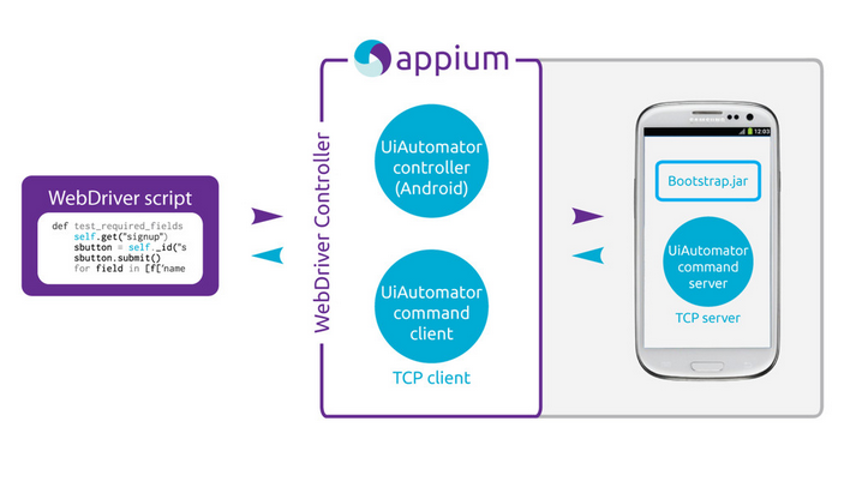 appium
WebDriver script
def test_required_fields
self.get("signup")
sbutton = self._id("s
sbutton.submit()
for field in [f['name
WebDriver Controller
UiAutomator
controller
(Android)
UiAutomator
command
client
TCP client
SAMSUNG
12:03
Bootstrap.jar
UiAutomator
command
server
TCP server